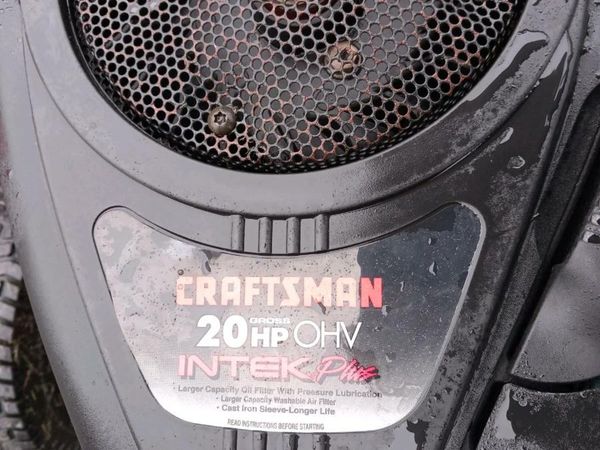 CRAFTSMAN
20 GROSS HP OHV
INTEK Plus
• Larger Capacity Oil Filter With Pressure Lubrication
• Larger Capacity Washable Air Filter
• Cast Iron Sleeve-Longer Life
READ INSTRUCTIONS BEFORE STARTING